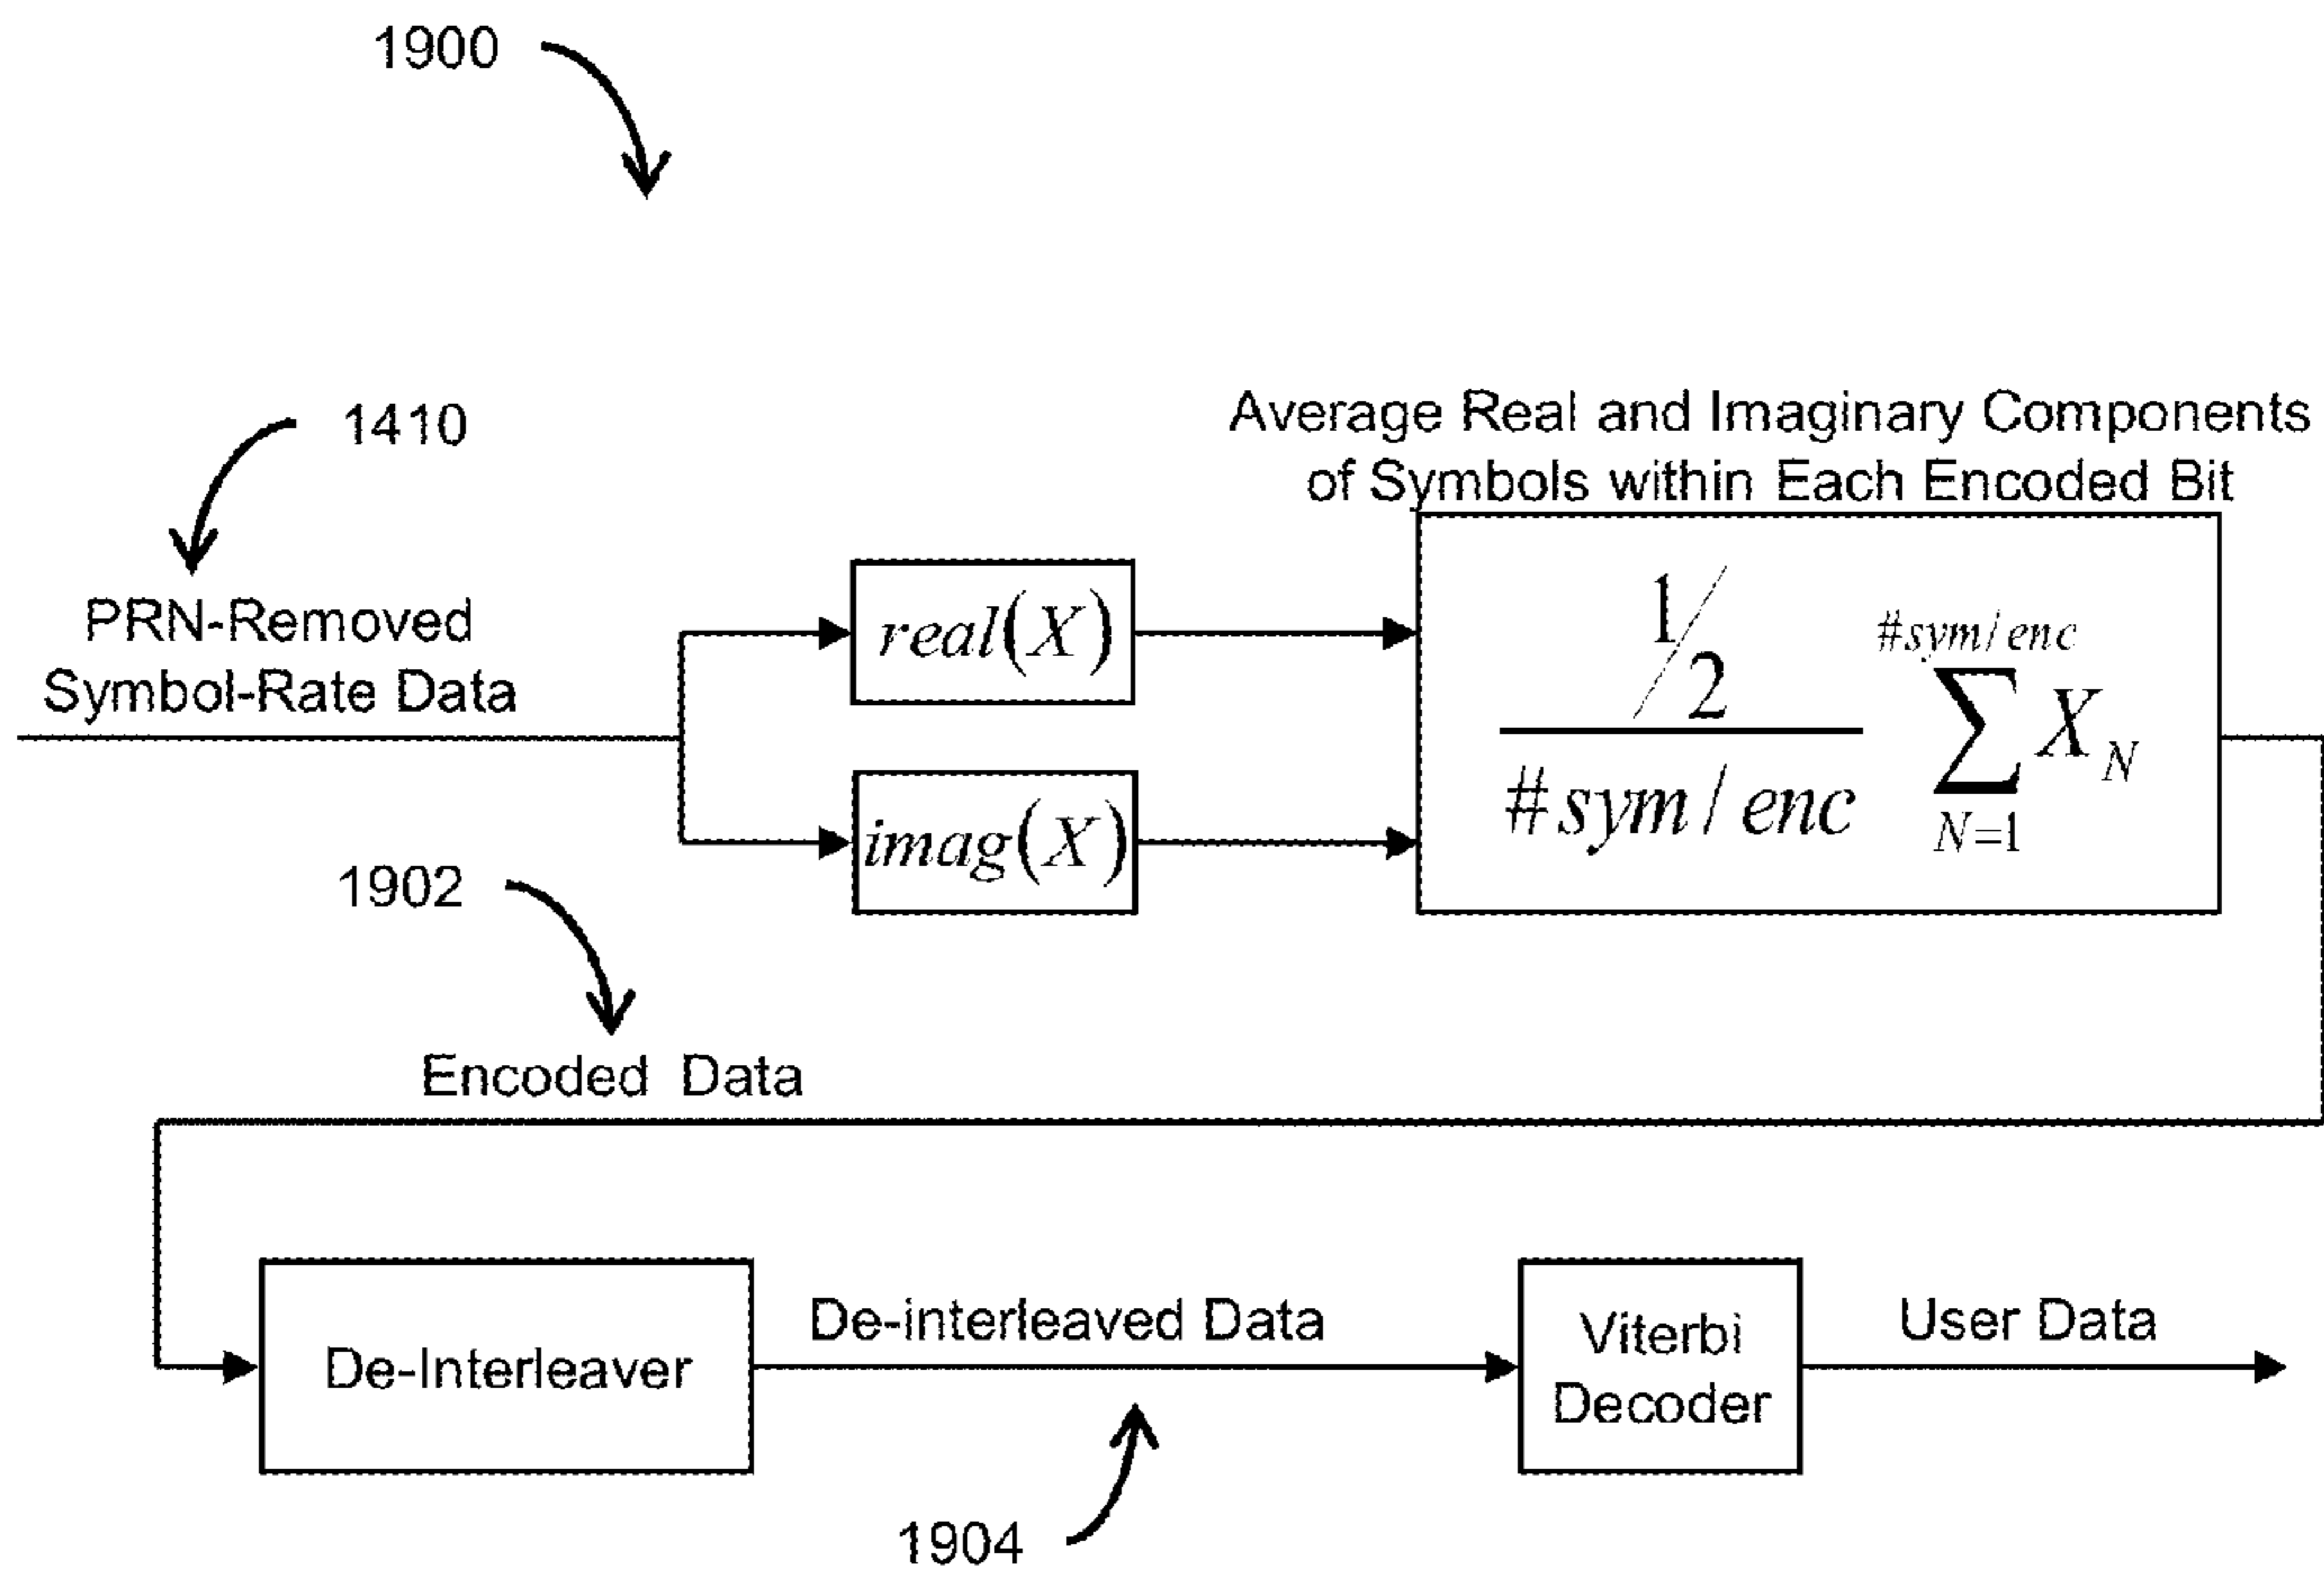 1900
1410
Average Real and Imaginary Components
of Symbols within Each Encoded Bit
PRN-Removed
Symbol-Rate Data
real(X)
imag(X)
1/2
#sym/enc
#sym/enc
∑ X_N
N=1
1902
Encoded Data
De-Interleaver
De-interleaved Data
Viterbi
Decoder
User Data
1904